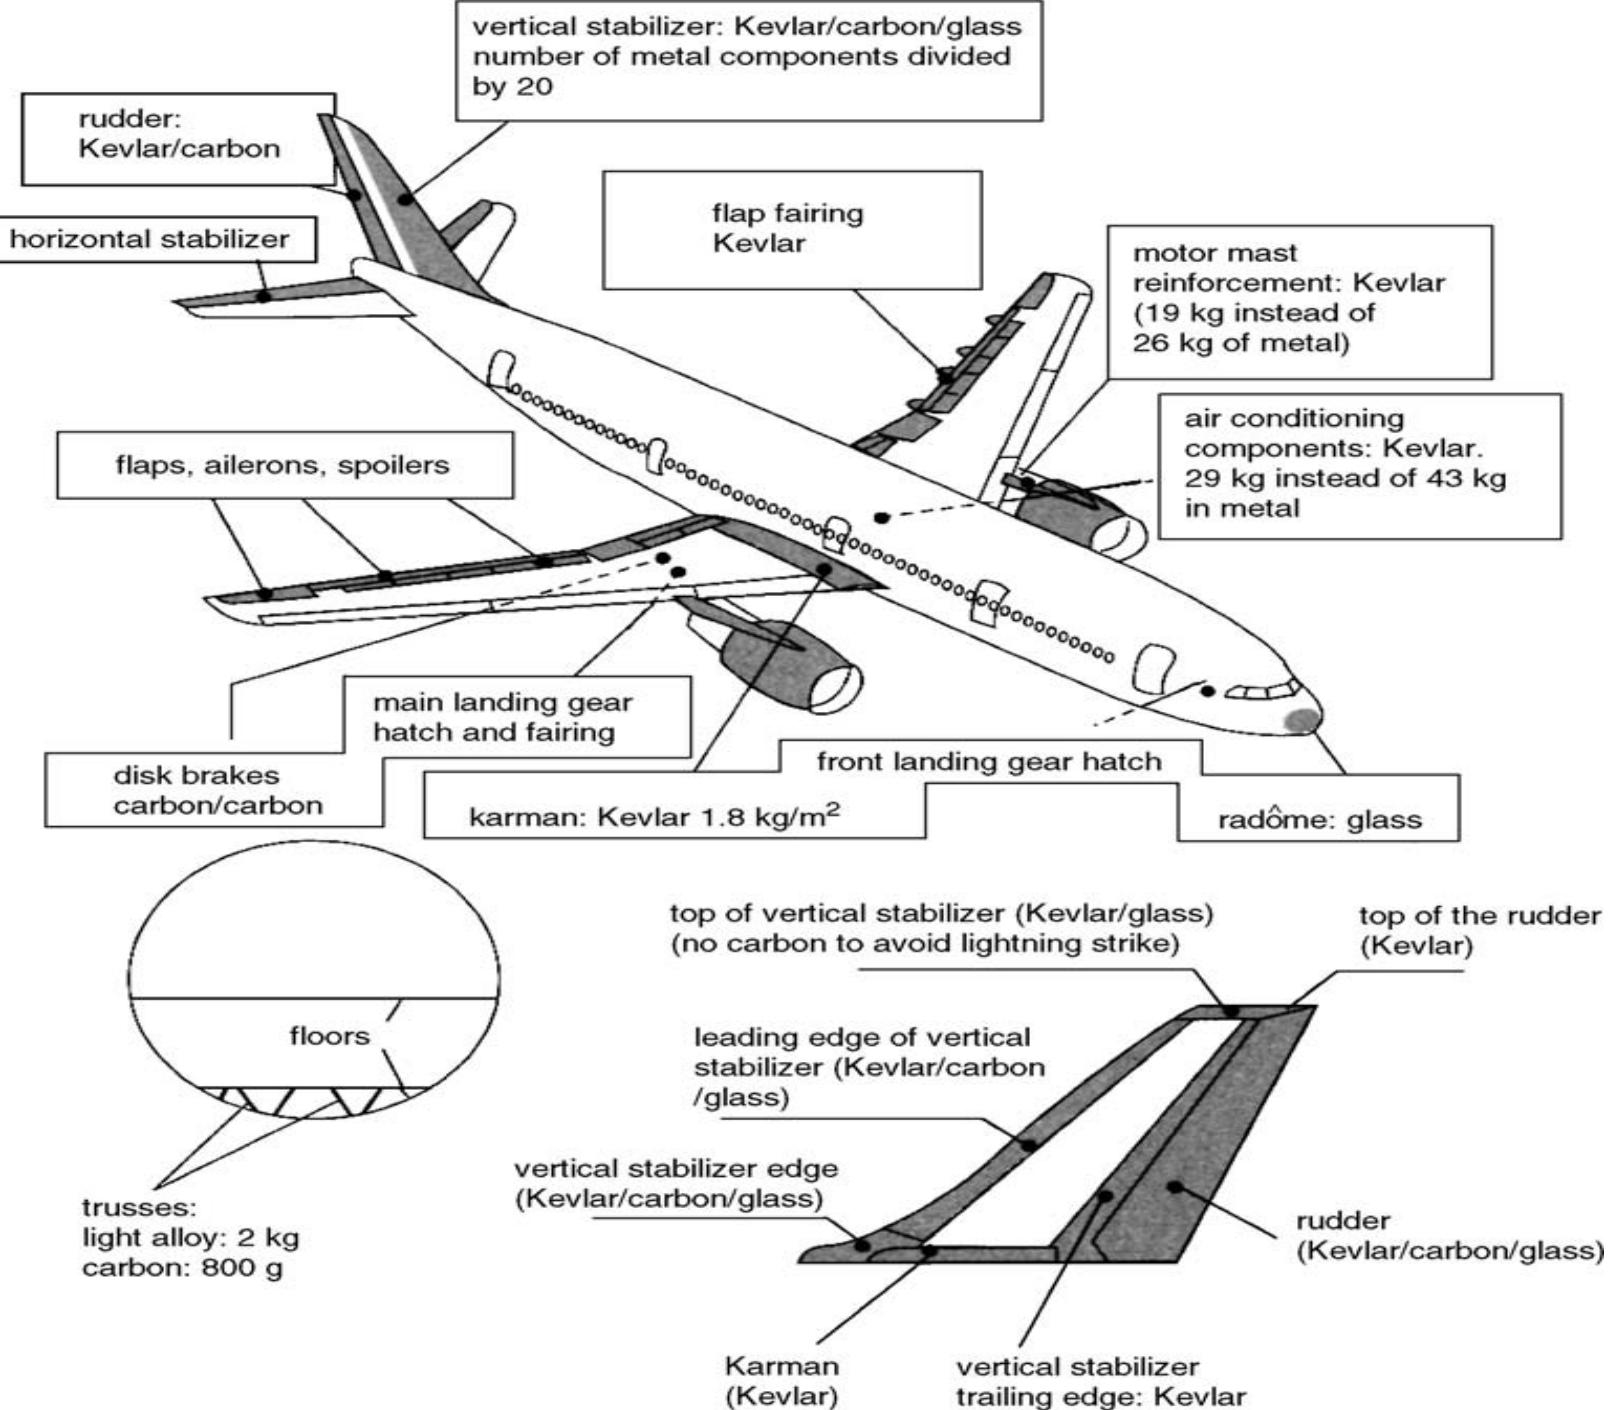 vertical stabilizer: Kevlar/carbon/glass
number of metal components divided
by 20
rudder:
Kevlar/carbon
horizontal stabilizer
flap fairing
Kevlar
motor mast
reinforcement: Kevlar
(19 kg instead of
26 kg of metal)
air conditioning
components: Kevlar.
29 kg instead of 43 kg
in metal
flaps, ailerons, spoilers
main landing gear
hatch and fairing
disk brakes
carbon/carbon
front landing gear hatch
karman: Kevlar 1.8 kg/m²
radôme: glass
floors
trusses:
light alloy: 2 kg
carbon: 800 g
top of vertical stabilizer (Kevlar/glass)
(no carbon to avoid lightning strike)
top of the rudder
(Kevlar)
leading edge of vertical
stabilizer (Kevlar/carbon
/glass)
vertical stabilizer edge
(Kevlar/carbon/glass)
rudder
(Kevlar/carbon/glass)
Karman
(Kevlar)
vertical stabilizer
trailing edge: Kevlar